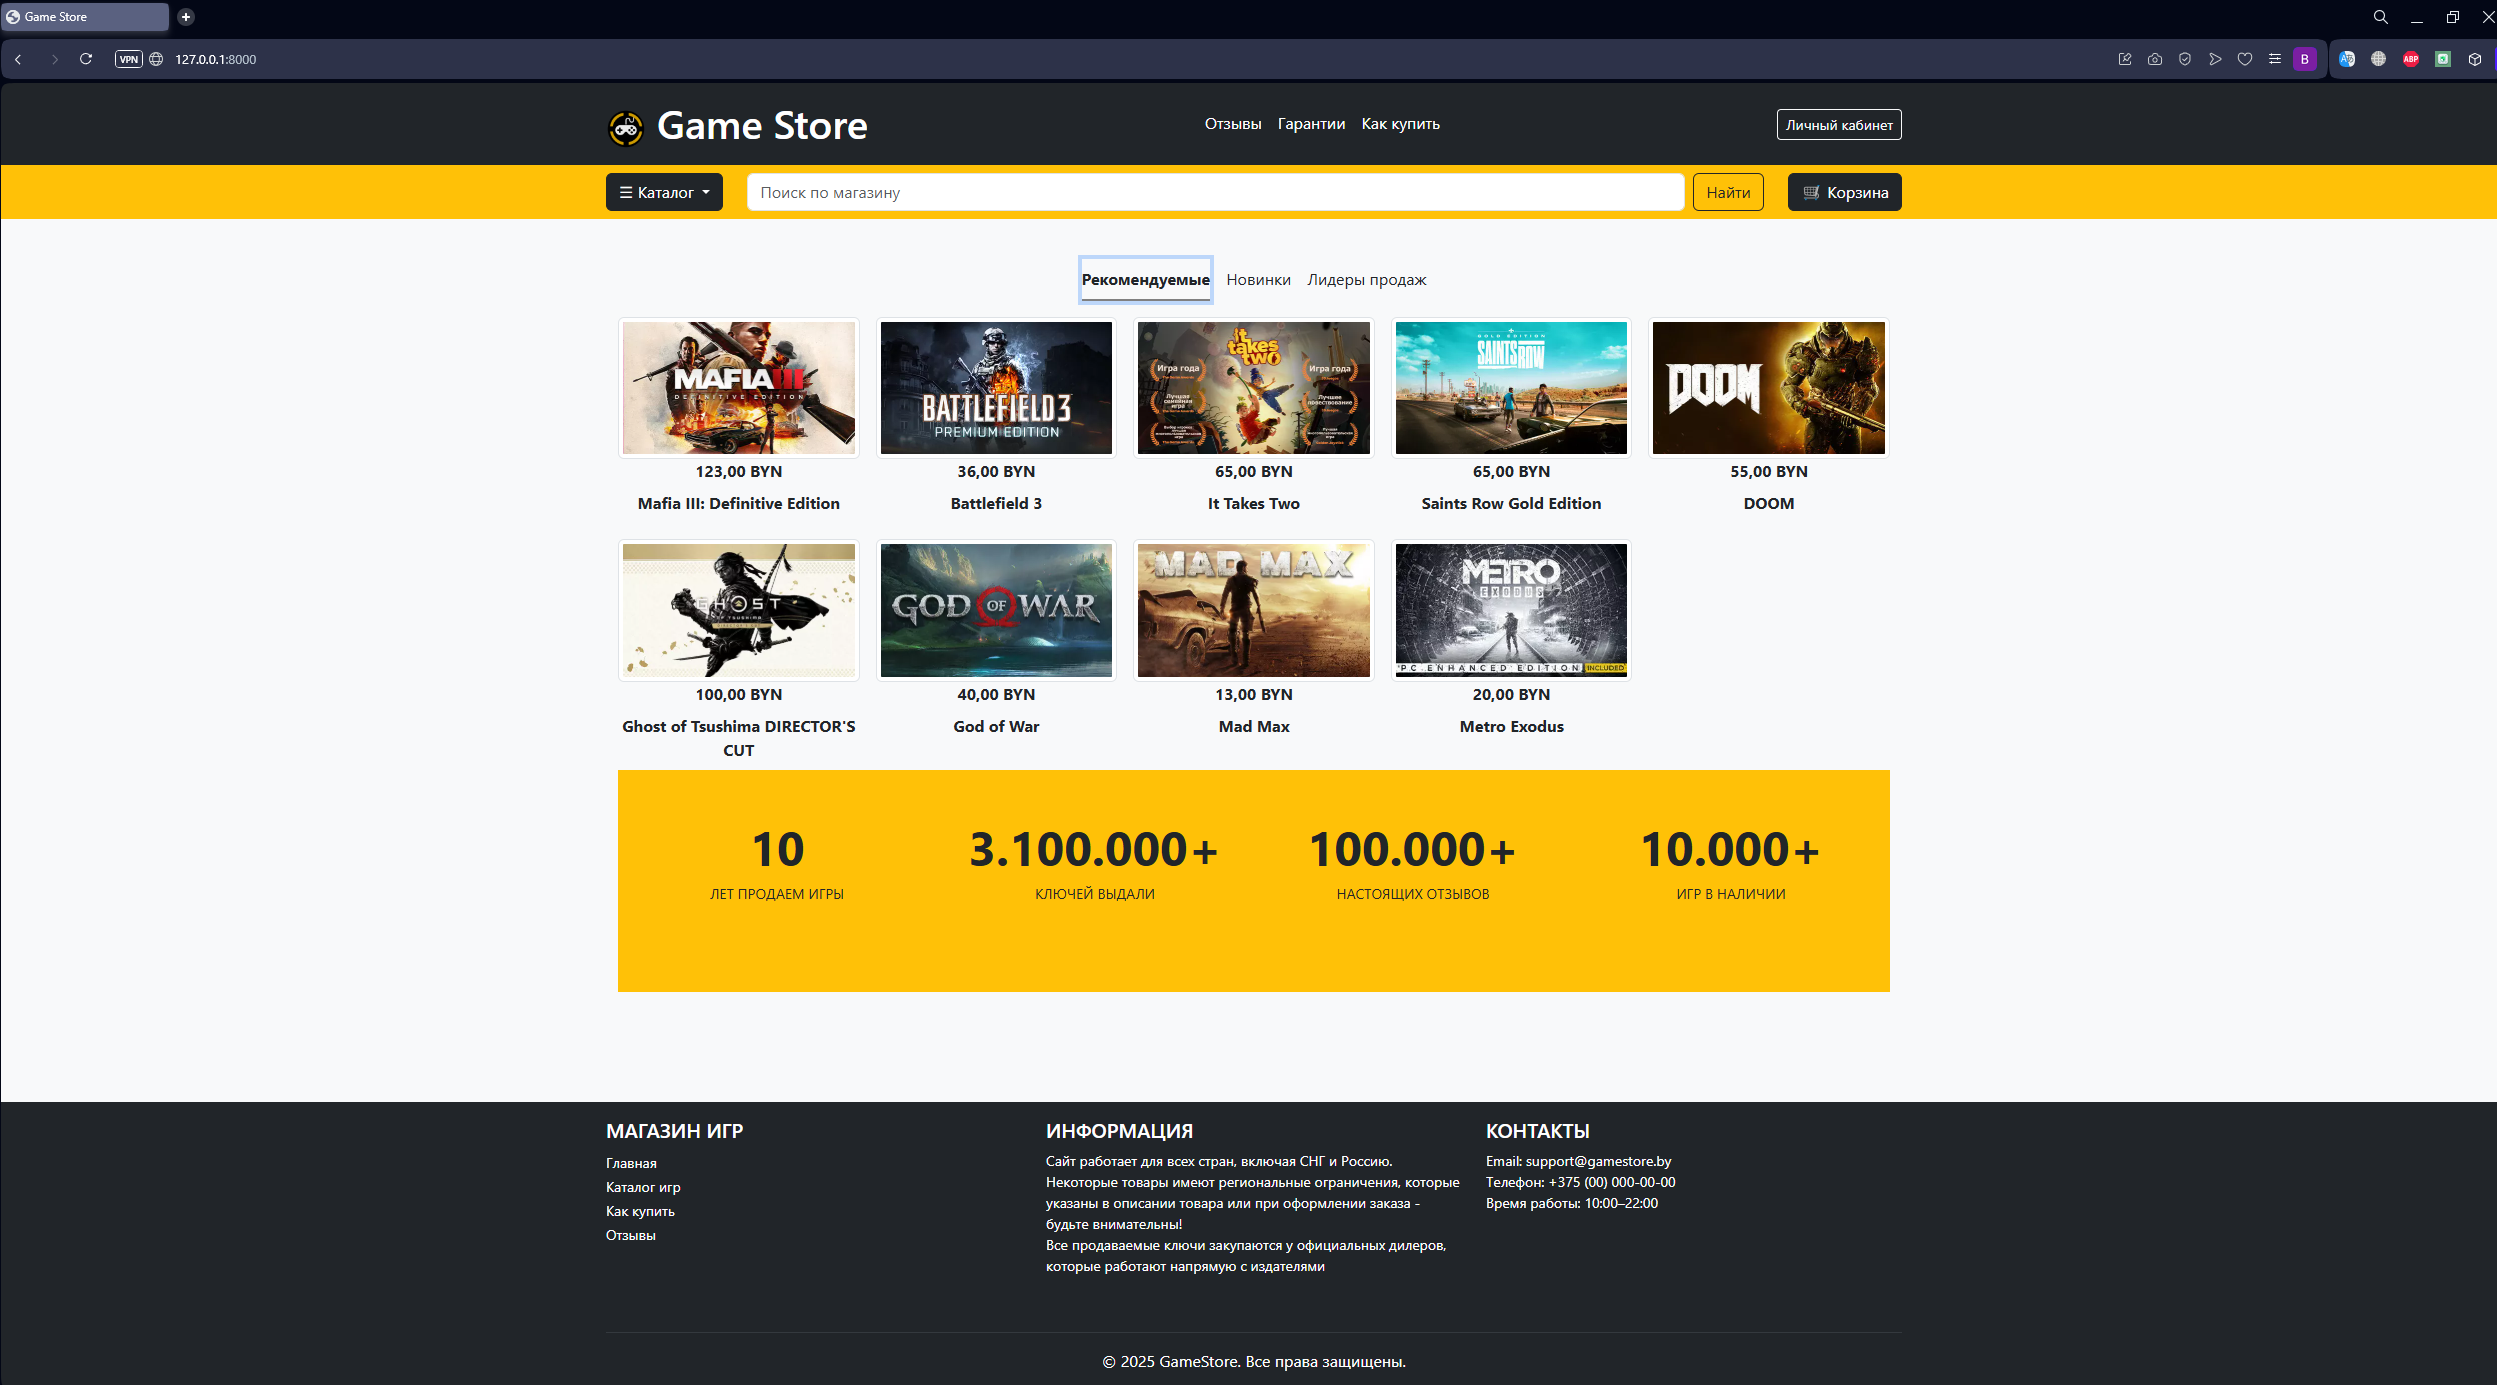 Game Store
VPN
127.0.0.1:8000
B
ABP
Game Store
Отзывы Гарантии Как купить
Личный кабинет
☰ Каталог
Поиск по магазину
Найти
Корзина
Рекомендуемые Новинки Лидеры продаж
MAFIA III
DEFINITIVE EDITION
BATTLEFIELD 3
PREMIUM EDITION
it takes two
Игра года
Игра года
GOLD EDITION
SAINTS ROW
DOOM
123,00 BYN
36,00 BYN
65,00 BYN
65,00 BYN
55,00 BYN
Mafia III: Definitive Edition
Battlefield 3
It Takes Two
Saints Row Gold Edition
DOOM
GHOST
OF TSUSHIMA
GOD OF WAR
MAD MAX
METRO
EXODUS
PC ENHANCED EDITION INCLUDED
100,00 BYN
40,00 BYN
13,00 BYN
20,00 BYN
Ghost of Tsushima DIRECTOR'S
CUT
God of War
Mad Max
Metro Exodus
10
ЛЕТ ПРОДАЕМ ИГРЫ
3.100.000+
КЛЮЧЕЙ ВЫДАЛИ
100.000+
НАСТОЯЩИХ ОТЗЫВОВ
10.000+
ИГР В НАЛИЧИИ
МАГАЗИН ИГР
Главная
Каталог игр
Как купить
Отзывы
ИНФОРМАЦИЯ
Сайт работает для всех стран, включая СНГ и Россию.
Некоторые товары имеют региональные ограничения, которые
указаны в описании товара или при оформлении заказа -
будьте внимательны!
Все продаваемые ключи закупаются у официальных дилеров,
которые работают напрямую с издателями
КОНТАКТЫ
Email: support@gamestore.by
Телефон: +375 (00) 000-00-00
Время работы: 10:00–22:00
© 2025 GameStore. Все права защищены.